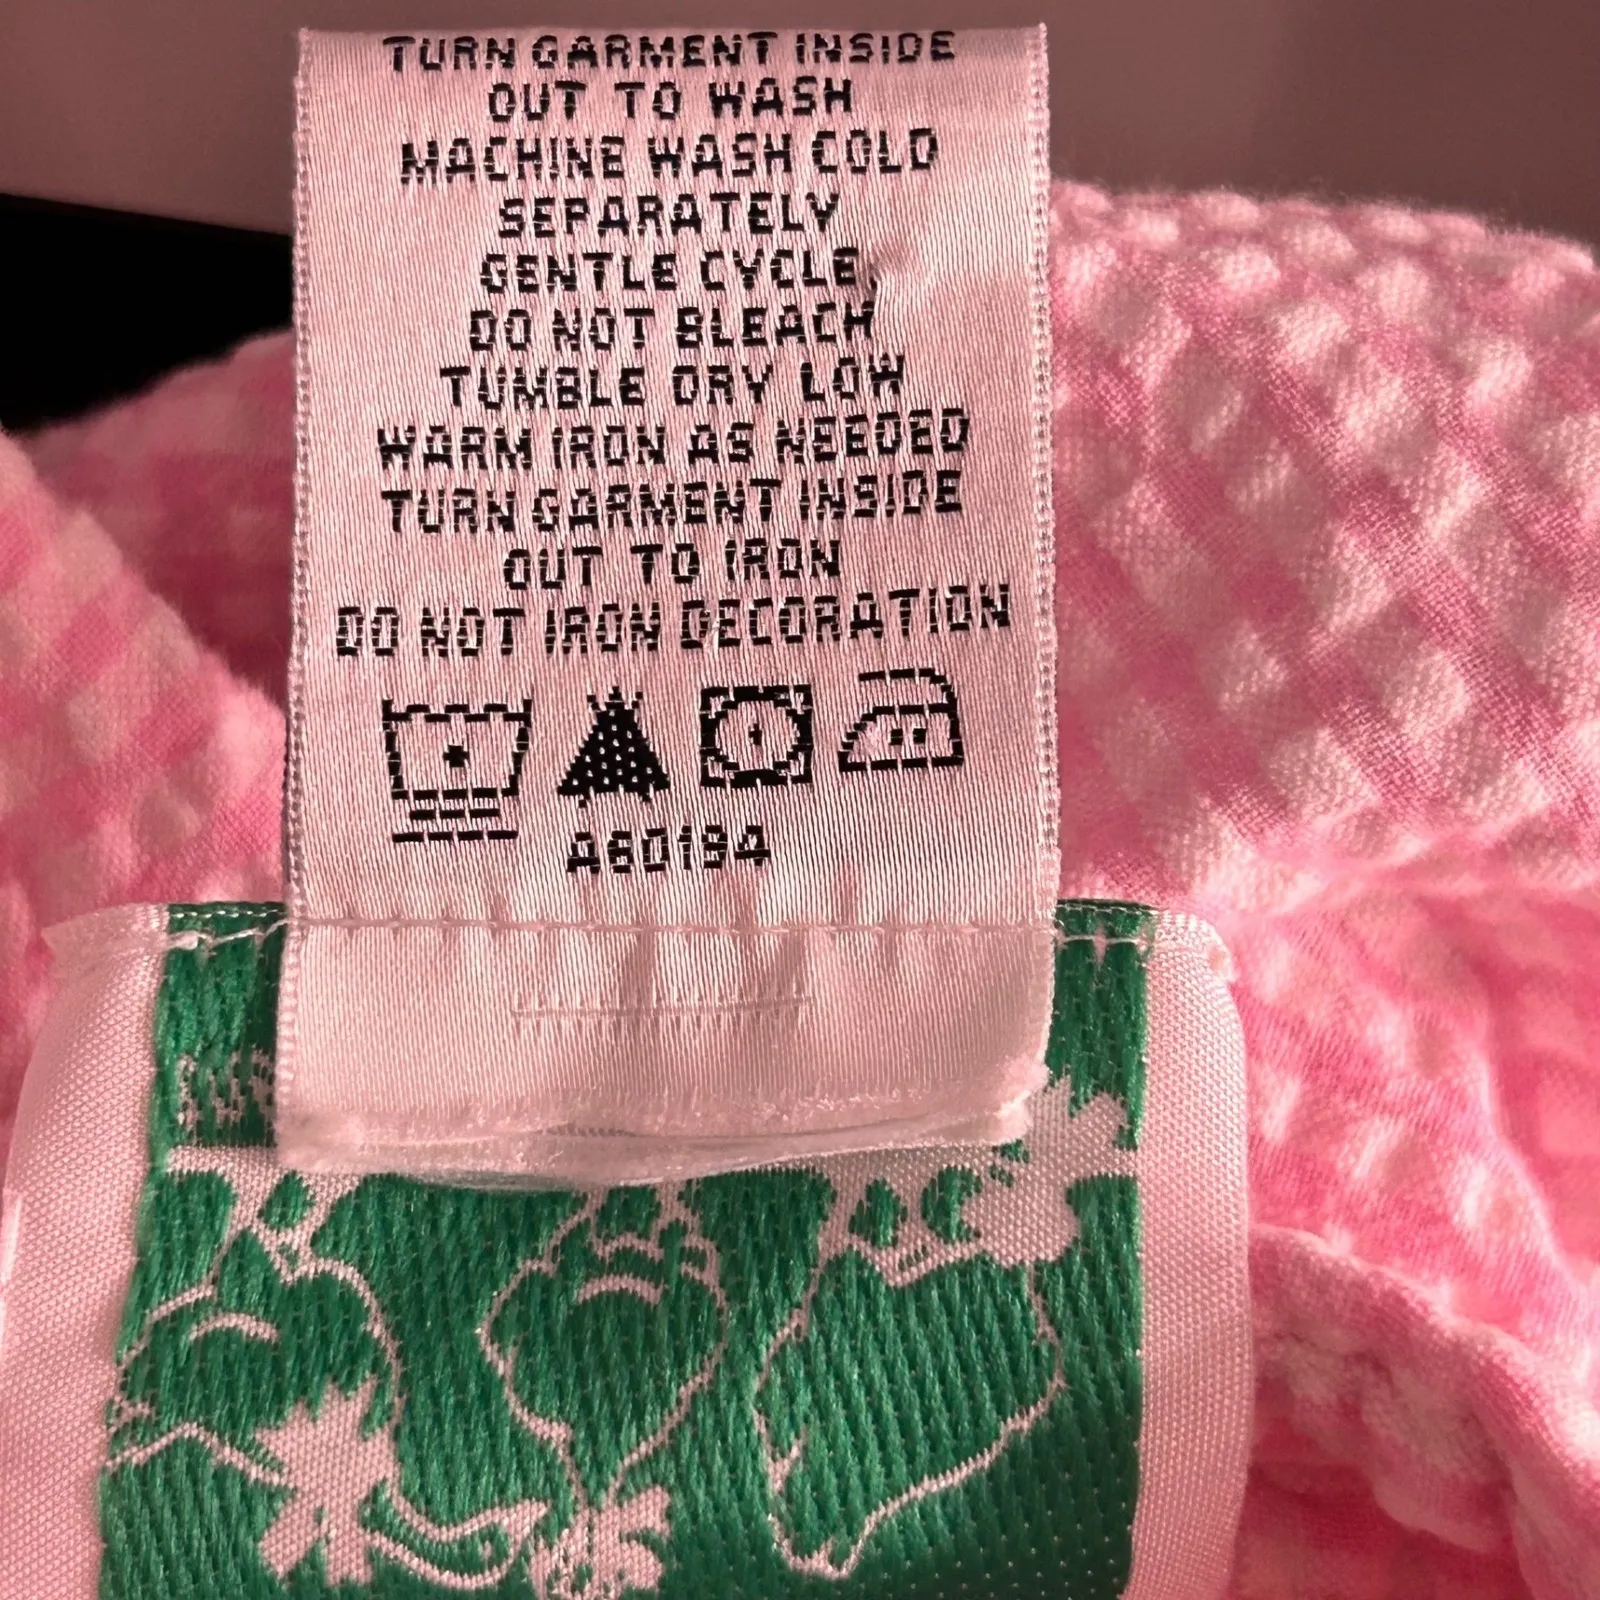 TURN GARMENT INSIDE
OUT TO WASH
MACHINE WASH COLD
SEPARATELY
GENTLE CYCLE,
DO NOT BLEACH
TUMBLE DRY LOW
WARM IRON AS NEEDED
TURN GARMENT INSIDE
OUT TO IRON
DO NOT IRON DECORATION
A60194